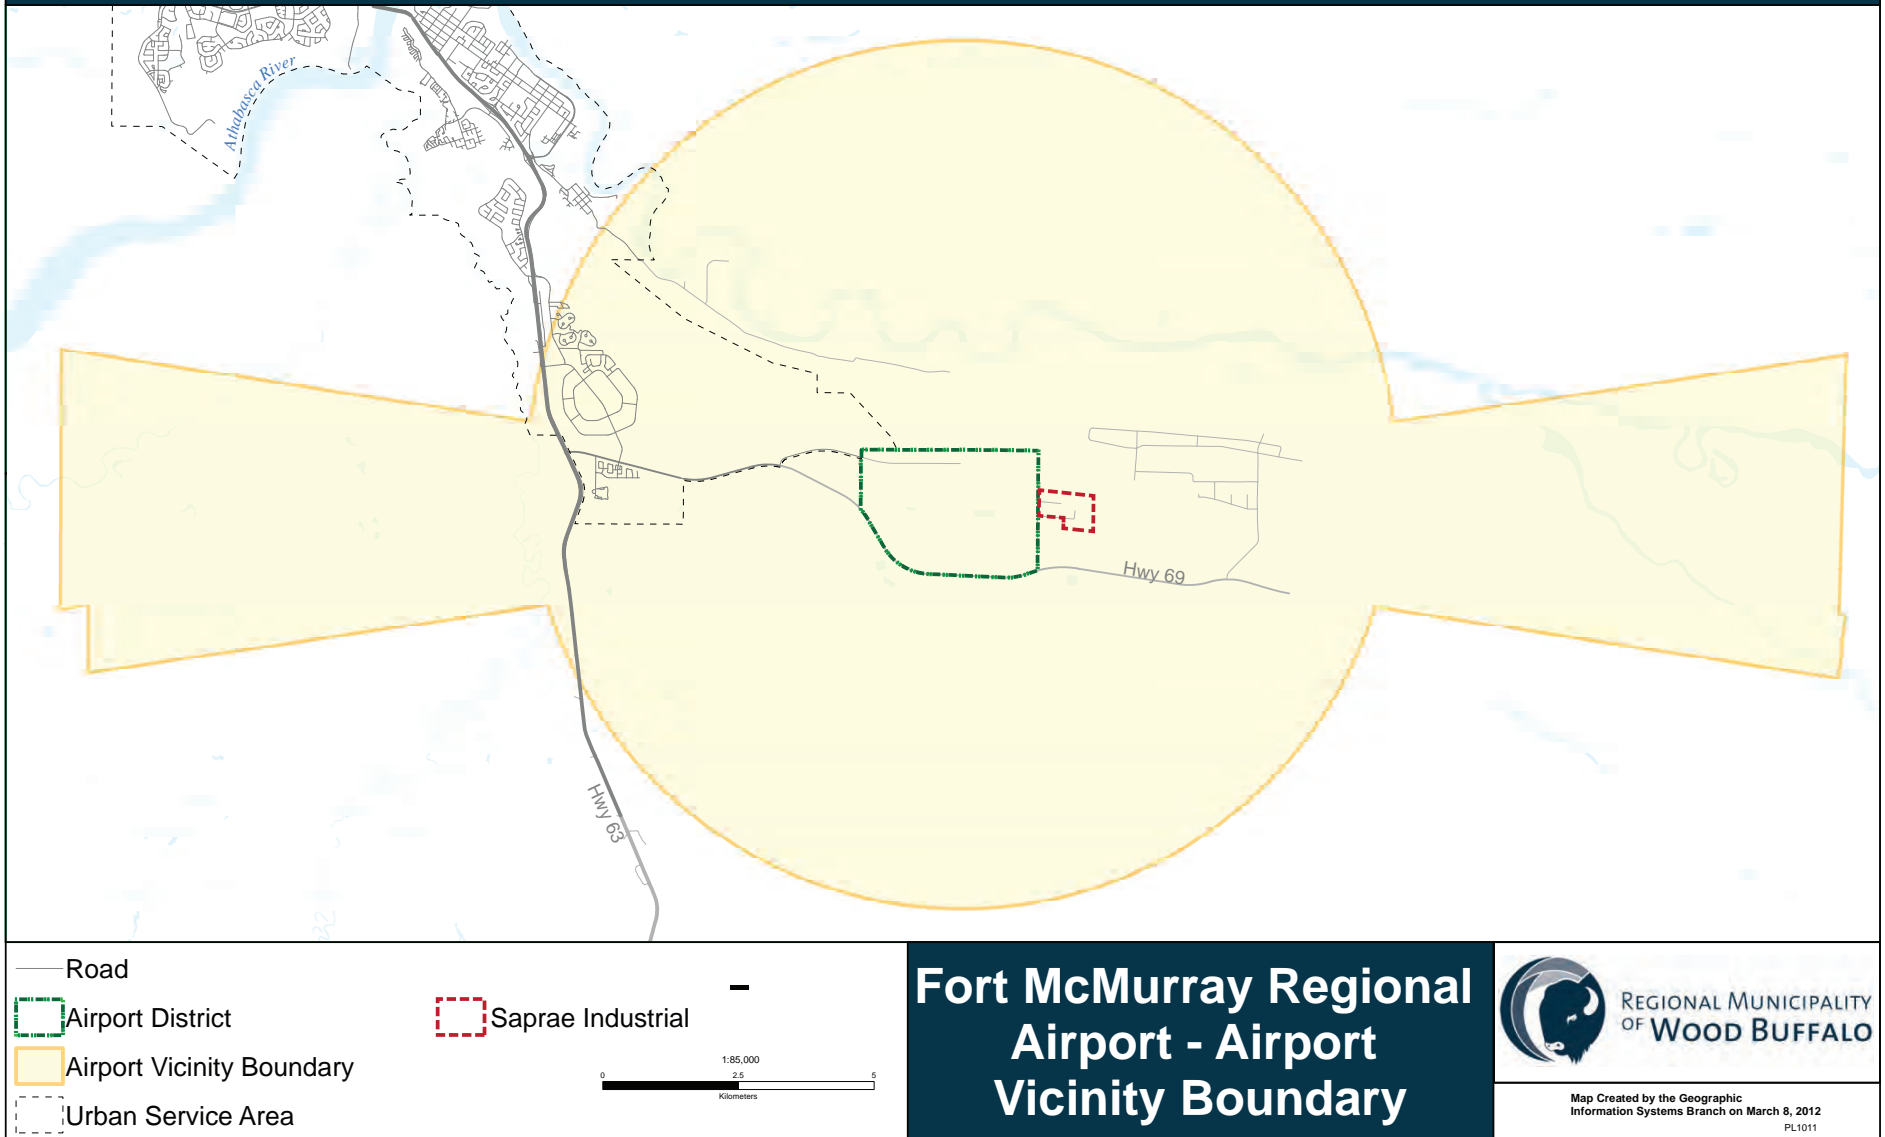 Athabasca River
Hwy 69
Hwy 63
Road
Airport District
Airport Vicinity Boundary
Urban Service Area
Saprae Industrial
1:85,000
0 2.5 5
Kilometers
Fort McMurray Regional
Airport - Airport
Vicinity Boundary
REGIONAL MUNICIPALITY
OF WOOD BUFFALO
Map Created by the Geographic
Information Systems Branch on March 8, 2012
PL1011